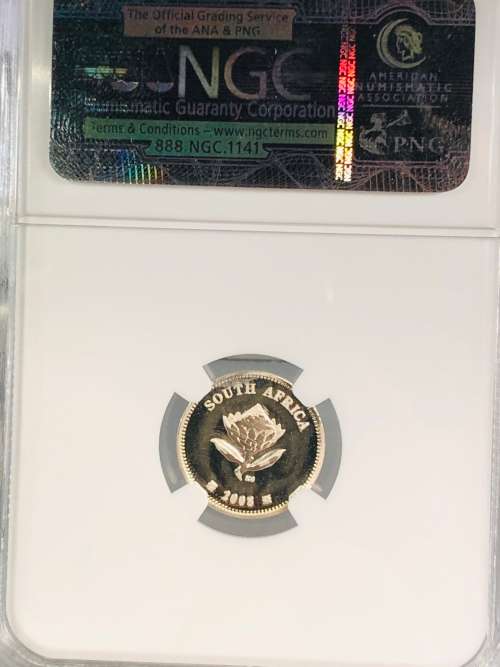 The Official Grading Service
of the ANA & PNG
NGC
Numismatic Guaranty Corporation
Terms & Conditions – www.ngcterms.com
888.NGC.1141
AMERICAN
NUMISMATIC
ASSOCIATION
PNG
SOUTH AFRICA
2008